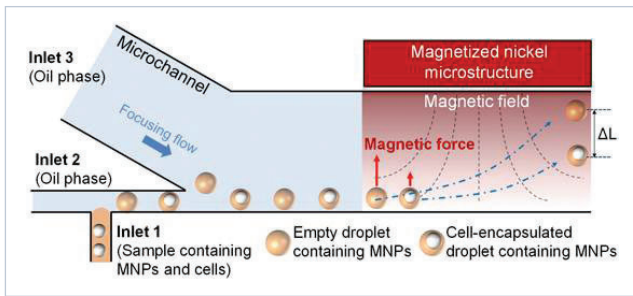 Inlet 3
(Oil phase)
Microchannel
Focusing flow
Inlet 2
(Oil phase)
Inlet 1
(Sample containing
MNPs and cells)
Magnetized nickel
microstructure
Magnetic field
Magnetic force
ΔL
Empty droplet
containing MNPs
Cell-encapsulated
droplet containing MNPs